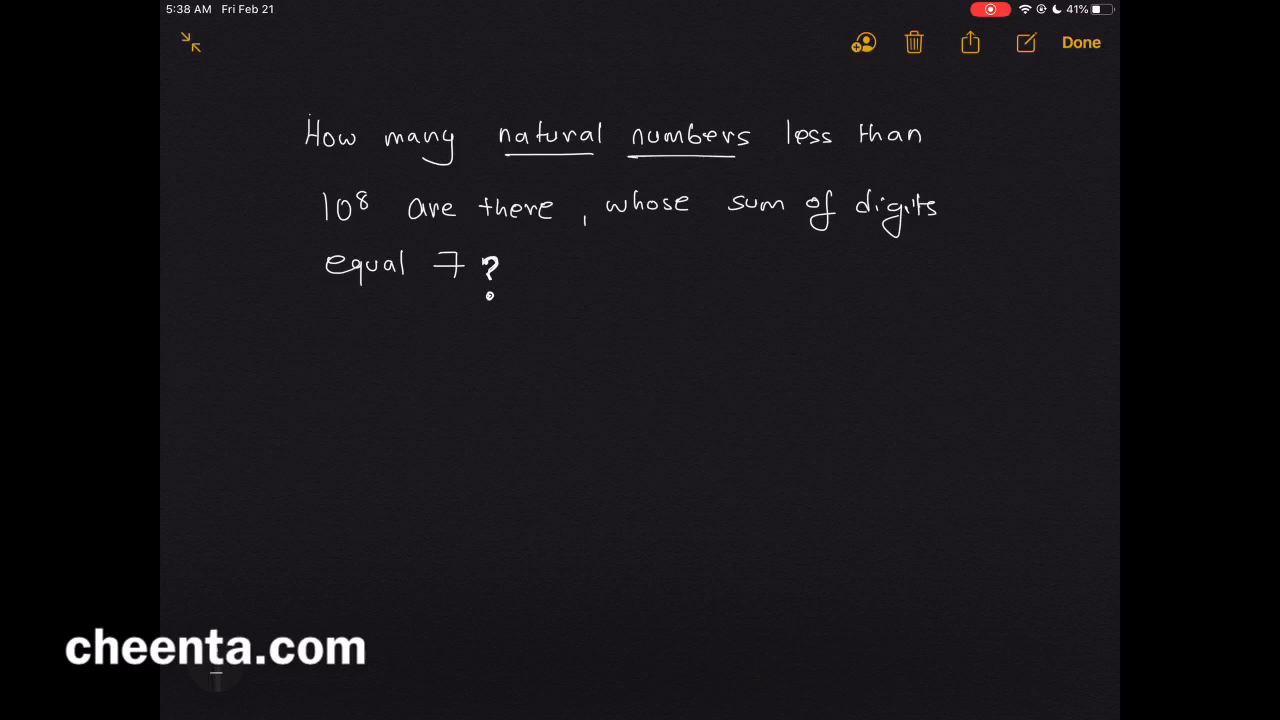 5:38 AM Fri Feb 21 41%
Done
How many natural numbers less than
10⁸ are there, whose sum of digits
equal 7 ?
cheenta.com